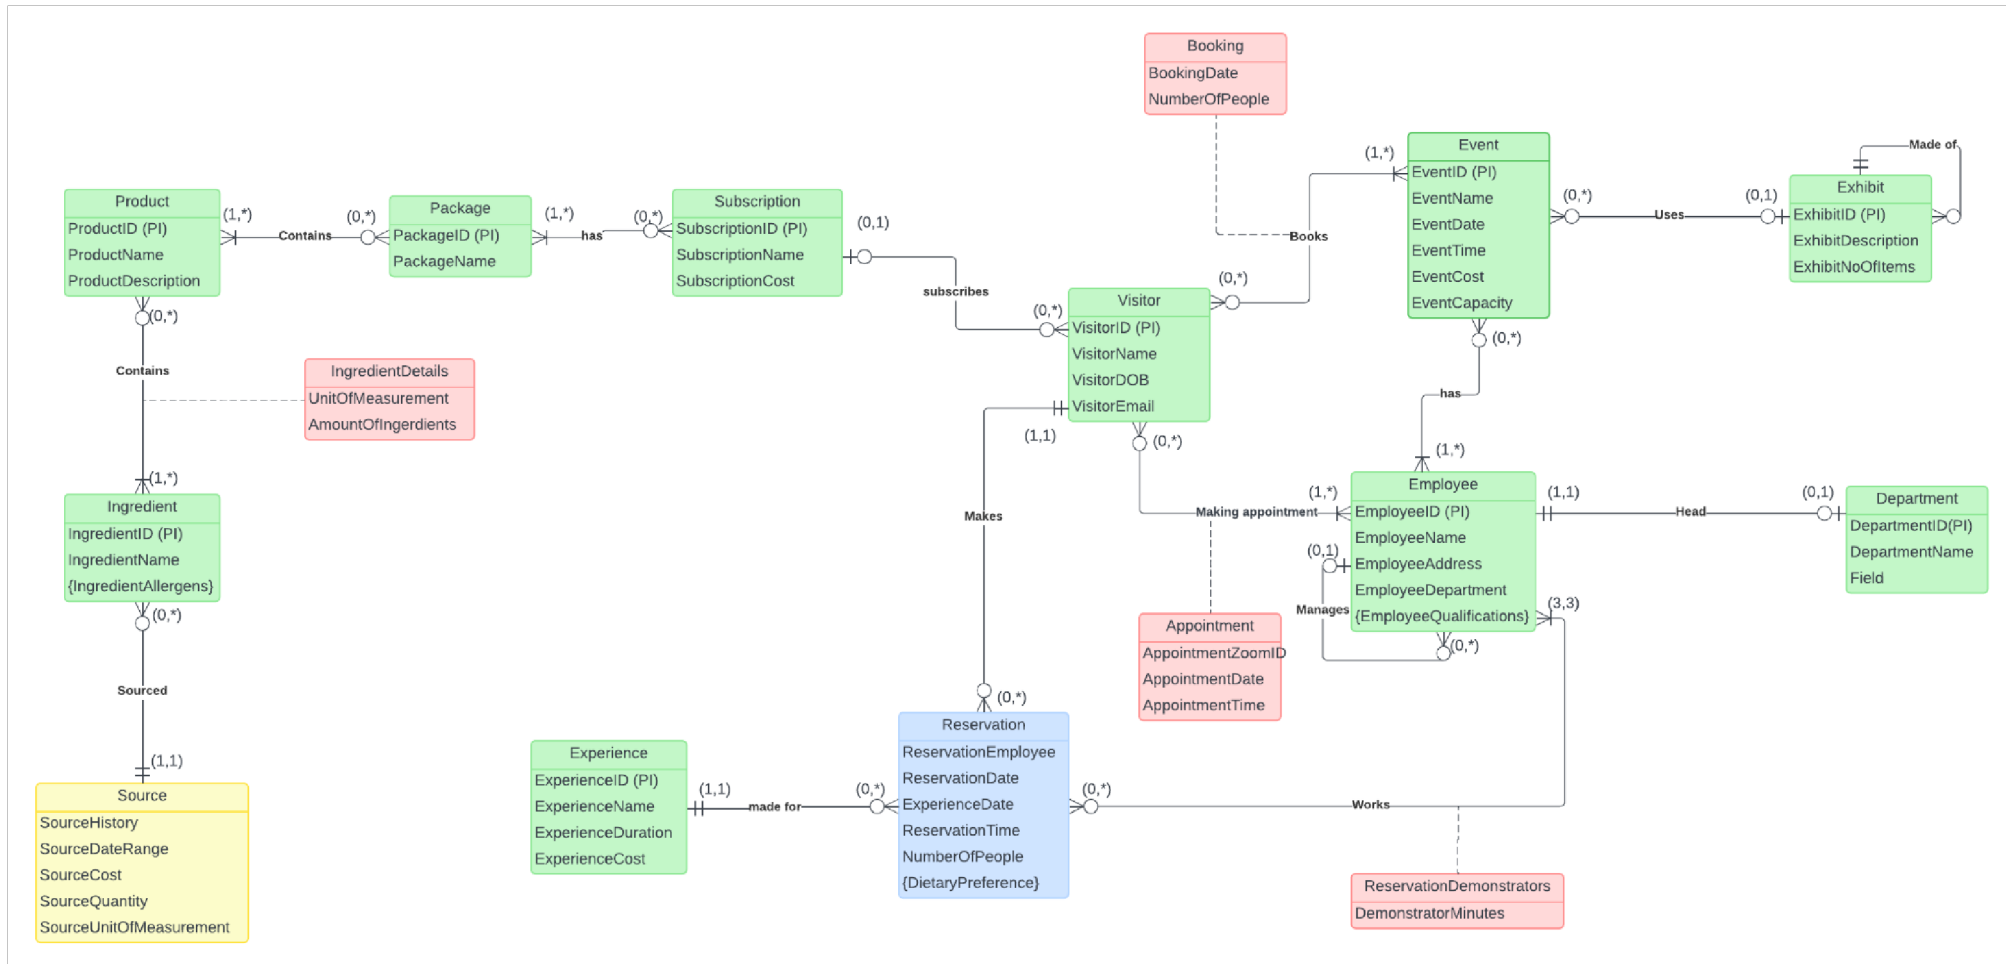 Booking
BookingDate
NumberOfPeople
Event
EventID (PI)
EventName
EventDate
EventTime
EventCost
EventCapacity
(1,*)
Books
(0,*)
(0,*)
Uses
(0,1)
Made of
Exhibit
ExhibitID (PI)
ExhibitDescription
ExhibitNoOfItems
Product
ProductID (PI)
ProductName
ProductDescription
(1,*)
Contains
(0,*)
Package
PackageID (PI)
PackageName
(1,*)
has
(0,*)
Subscription
SubscriptionID (PI)
SubscriptionName
SubscriptionCost
(0,1)
subscribes
(0,*)
Visitor
VisitorID (PI)
VisitorName
VisitorDOB
VisitorEmail
(0,*)
has
(1,*)
(0,*)
Contains
IngredientDetails
UnitOfMeasurement
AmountOfIngerdients
(1,*)
Ingredient
IngredientID (PI)
IngredientName
{IngredientAllergens}
(0,*)
Sourced
(1,1)
Source
SourceHistory
SourceDateRange
SourceCost
SourceQuantity
SourceUnitOfMeasurement
(1,1)
Makes
(0,*)
(0,*)
Making appointment
(1,*)
Employee
EmployeeID (PI)
EmployeeName
EmployeeAddress
EmployeeDepartment
{EmployeeQualifications}
(1,1)
Head
(0,1)
Department
DepartmentID(PI)
DepartmentName
Field
(0,1)
Manages
(0,*)
(3,3)
Appointment
AppointmentZoomID
AppointmentDate
AppointmentTime
Experience
ExperienceID (PI)
ExperienceName
ExperienceDuration
ExperienceCost
(1,1)
made for
(0,*)
Reservation
ReservationEmployee
ReservationDate
ExperienceDate
ReservationTime
NumberOfPeople
{DietaryPreference}
(0,*)
Works
ReservationDemonstrators
DemonstratorMinutes